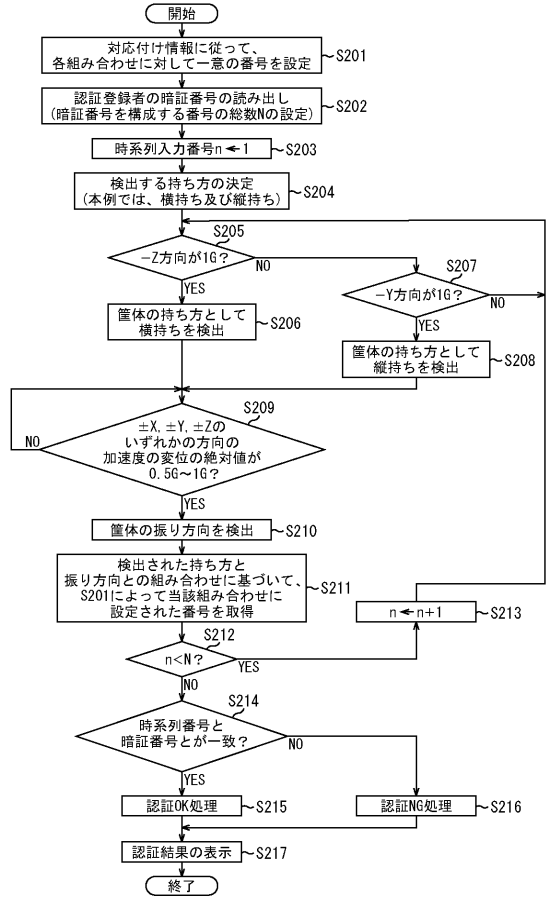 開始
対応付け情報に従って、
各組み合わせに対して一意の番号を設定
S201
認証登録者の暗証番号の読み出し
(暗証番号を構成する番号の総数Nの設定)
S202
時系列入力番号n←1
S203
検出する持ち方の決定
(本例では、横持ち及び縦持ち)
S204
S205
−Z方向が1G?
NO
YES
S207
−Y方向が1G?
NO
YES
筐体の持ち方として
横持ちを検出
S206
筐体の持ち方として
縦持ちを検出
S208
S209
±X, ±Y, ±Zの
いずれかの方向の
加速度の変位の絶対値が
0.5G〜1G?
NO
YES
筐体の振り方向を検出
S210
検出された持ち方と
振り方向との組み合わせに基づいて、
S201によって当該組み合わせに
設定された番号を取得
S211
n←n+1
S213
S212
n<N?
YES
NO
S214
時系列番号と
暗証番号とが一致?
NO
YES
認証OK処理
S215
認証NG処理
S216
認証結果の表示
S217
終了